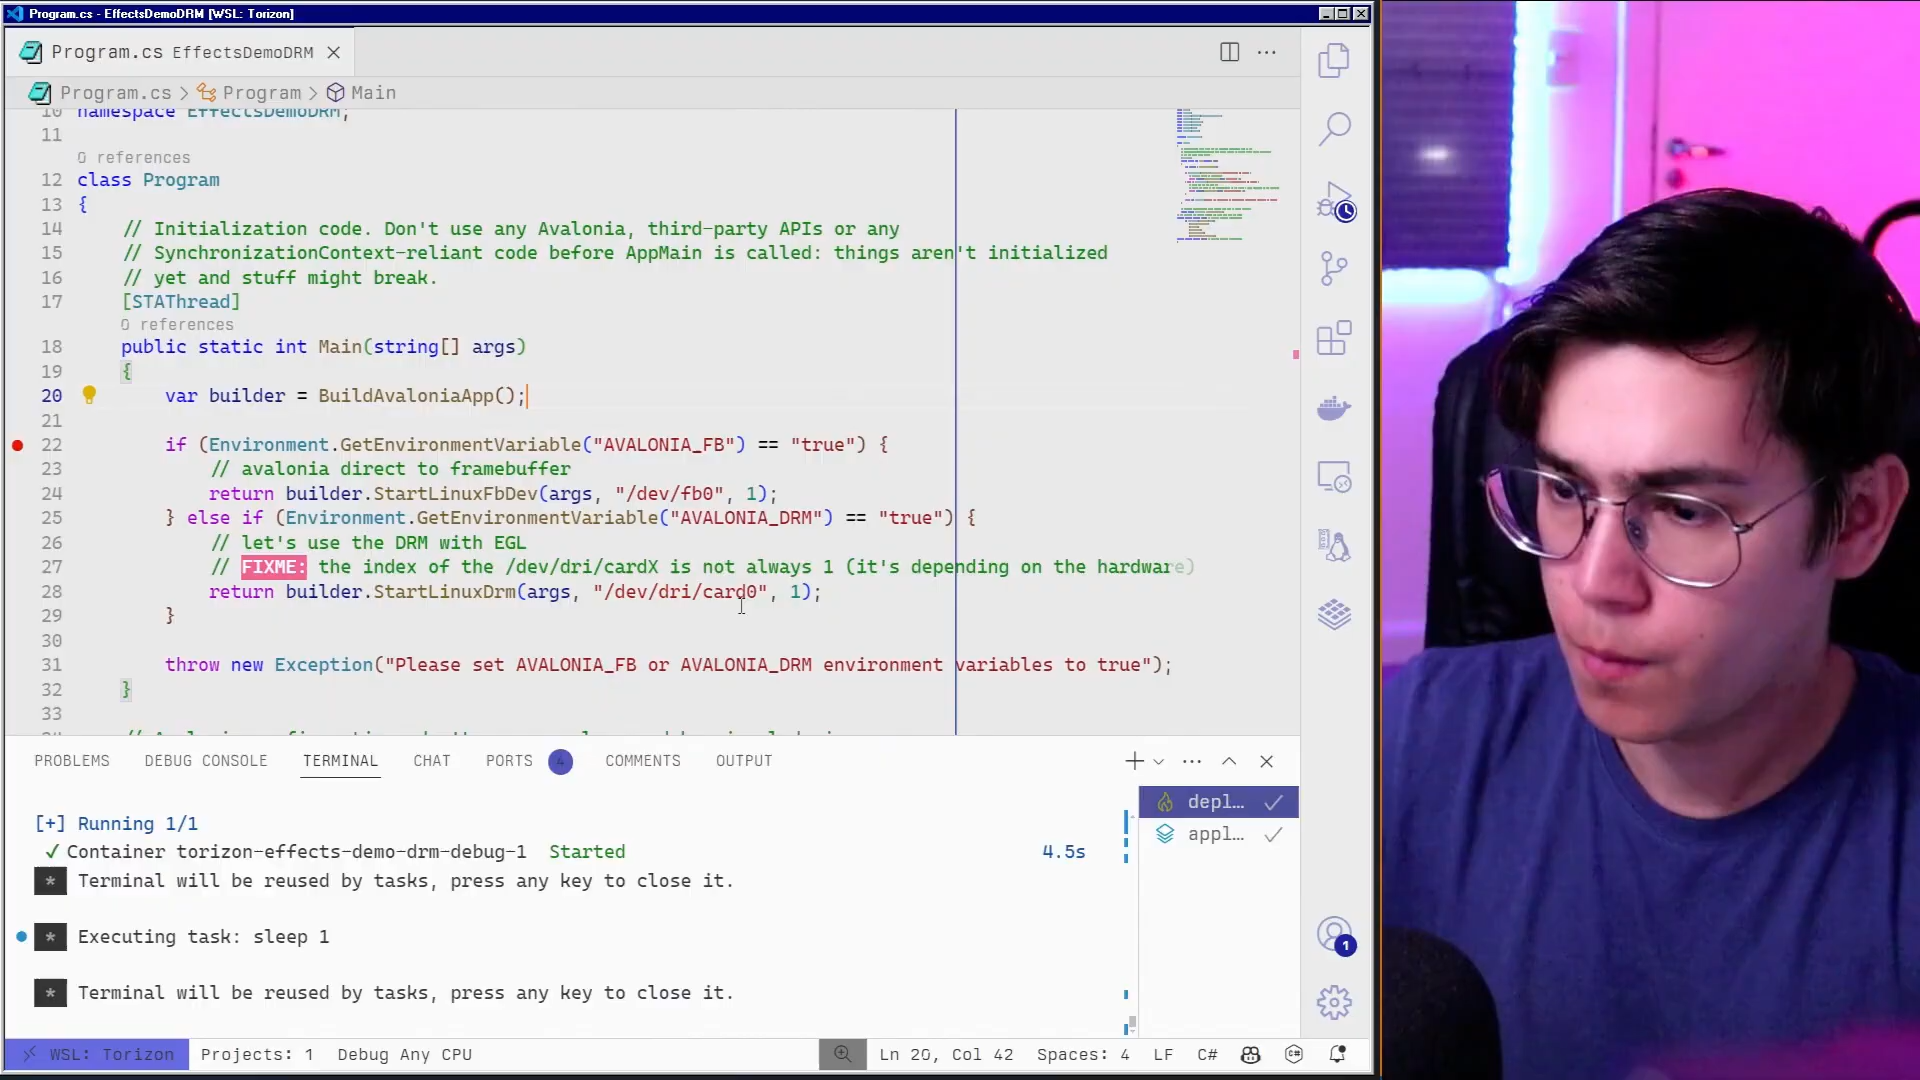 Program.cs - EffectsDemoDRM [WSL: Torizon]
Program.cs EffectsDemoDRM
Program.cs > Program > Main
10 namespace EffectsDemoDRM;
11
0 references
12 class Program
13 {
14 // Initialization code. Don't use any Avalonia, third-party APIs or any
15 // SynchronizationContext-reliant code before AppMain is called: things aren't initialized
16 // yet and stuff might break.
17 [STAThread]
0 references
18 public static int Main(string[] args)
19 {
20 var builder = BuildAvaloniaApp();
21
22 if (Environment.GetEnvironmentVariable("AVALONIA_FB") == "true") {
23 // avalonia direct to framebuffer
24 return builder.StartLinuxFbDev(args, "/dev/fb0", 1);
25 } else if (Environment.GetEnvironmentVariable("AVALONIA_DRM") == "true") {
26 // let's use the DRM with EGL
27 // FIXME: the index of the /dev/dri/cardX is not always 1 (it's depending on the hardware)
28 return builder.StartLinuxDrm(args, "/dev/dri/card0", 1);
29 }
30
31 throw new Exception("Please set AVALONIA_FB or AVALONIA_DRM environment variables to true");
32 }
33
PROBLEMS DEBUG CONSOLE TERMINAL CHAT PORTS 4 COMMENTS OUTPUT
[+] Running 1/1
✓ Container torizon-effects-demo-drm-debug-1 Started 4.5s
* Terminal will be reused by tasks, press any key to close it.
* Executing task: sleep 1
* Terminal will be reused by tasks, press any key to close it.
depl...
appl...
1
WSL: Torizon Projects: 1 Debug Any CPU Ln 20, Col 42 Spaces: 4 LF C#